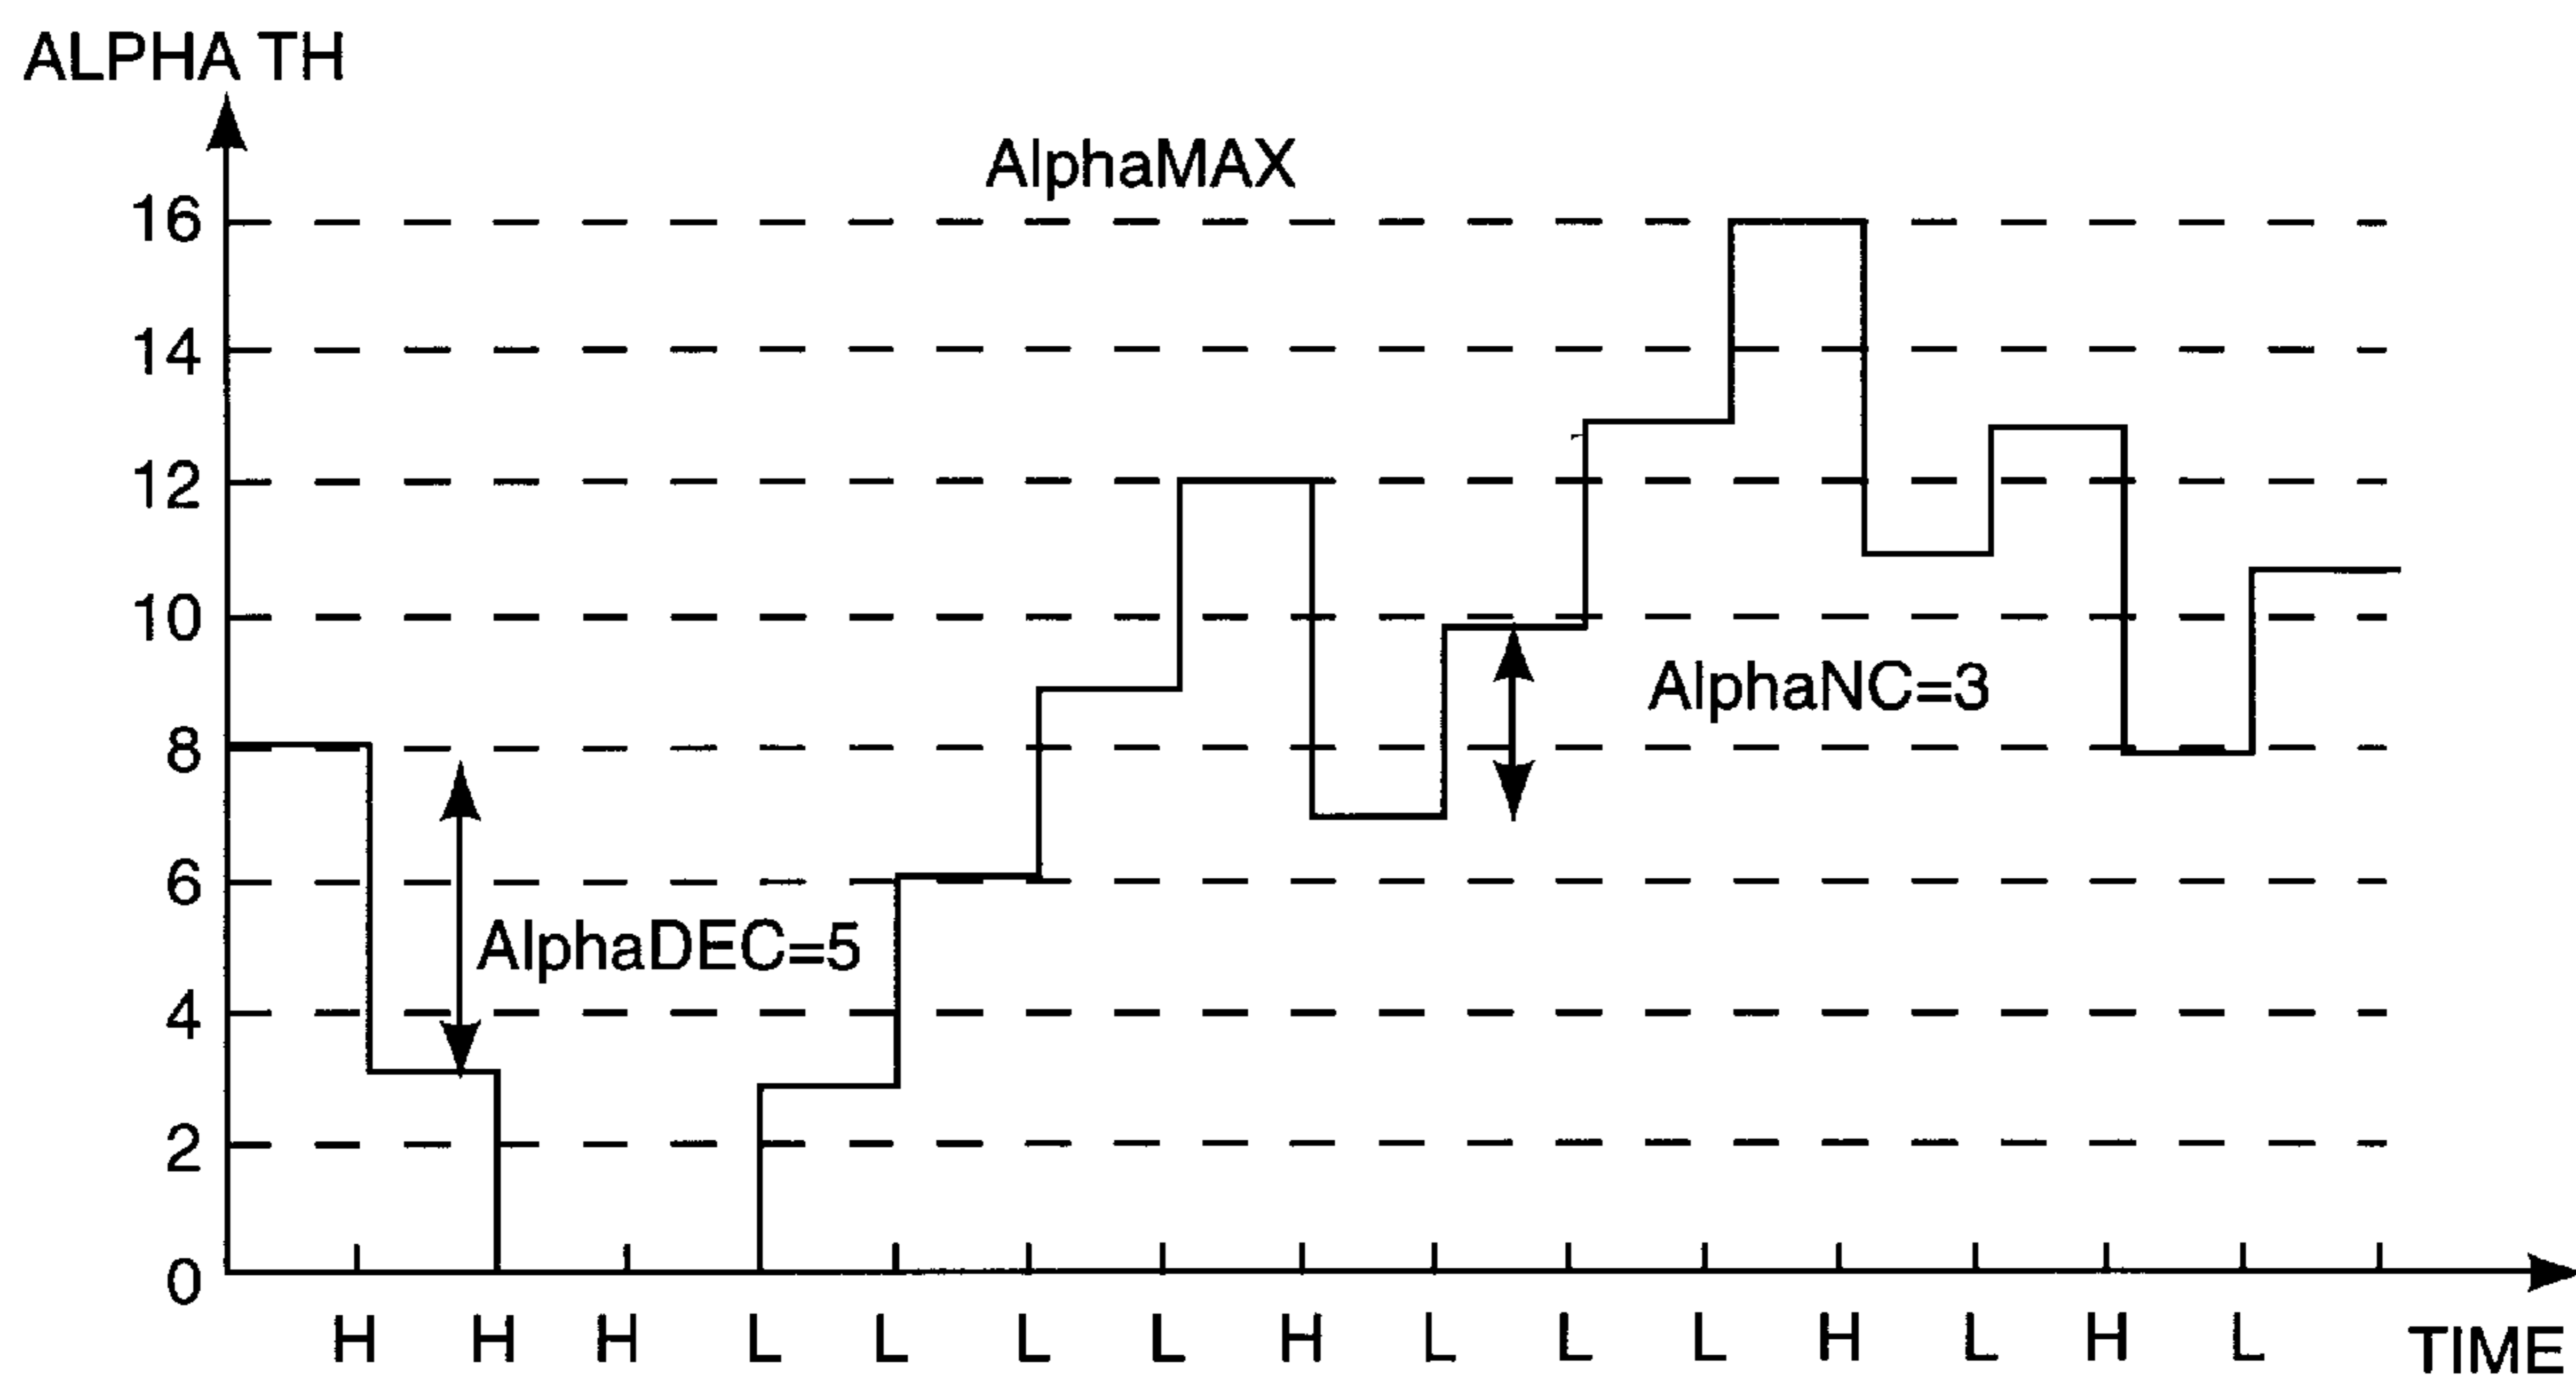 ALPHA TH
AlphaMAX
16
14
12
10
AlphaNC=3
8
6
AlphaDEC=5
4
2
0
H H H L L L L H L L L H L H L TIME